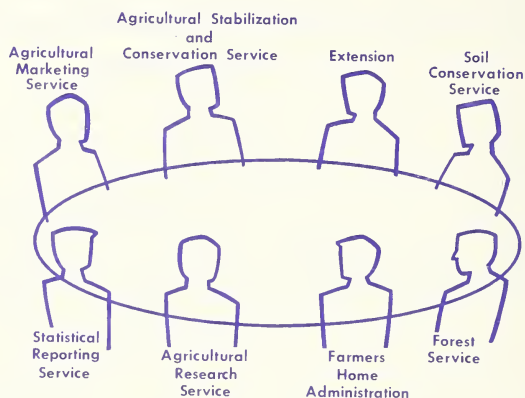 Agricultural
Marketing
Service
Agricultural Stabilization
and
Conservation Service
Extension
Soil
Conservation
Service
Statistical
Reporting
Service
Agricultural
Research
Service
Farmers
Home
Administration
Forest
Service